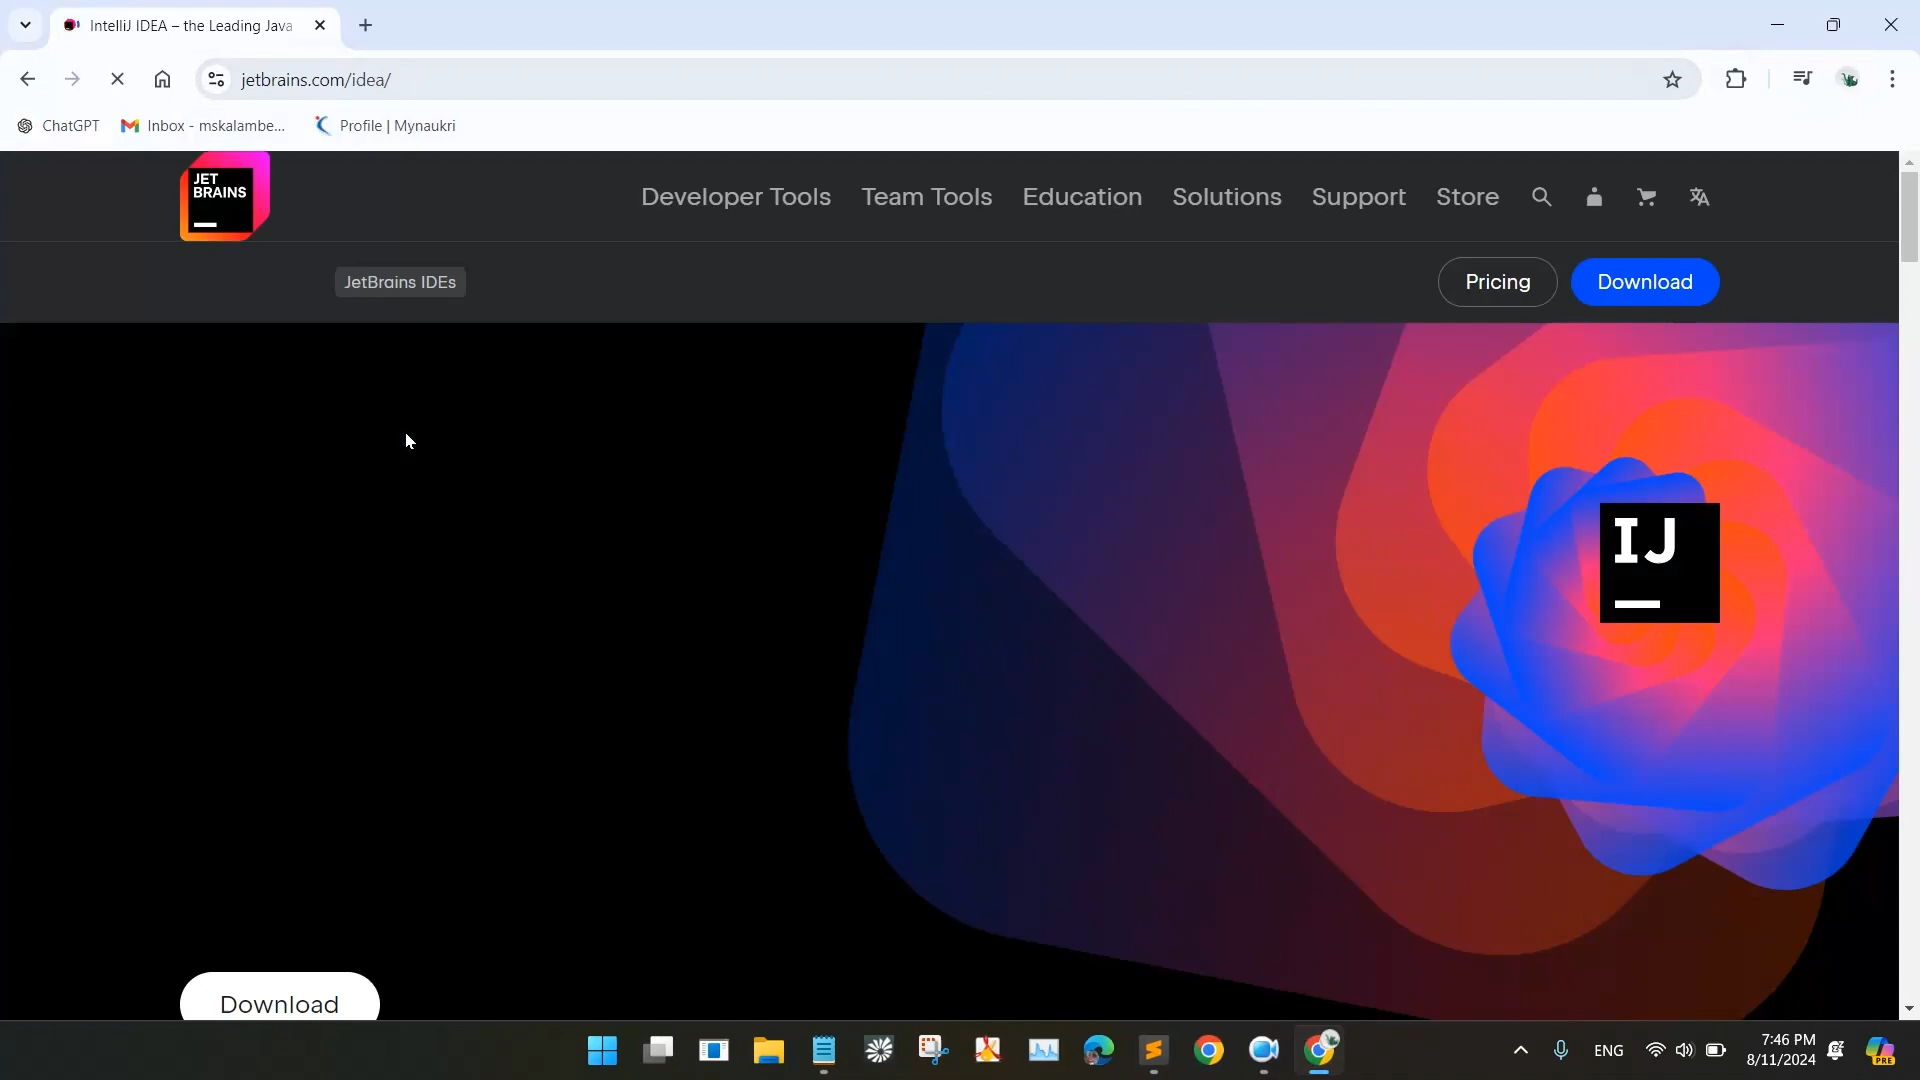 IntelliJ IDEA – the Leading Java
jetbrains.com/idea/
ChatGPT
Inbox - mskalambe...
Profile | Mynaukri
JET
BRAINS
Developer Tools
Team Tools
Education
Solutions
Support
Store
JetBrains IDEs
Pricing
Download
IJ
Download
ENG
7:46 PM
8/11/2024
PRE